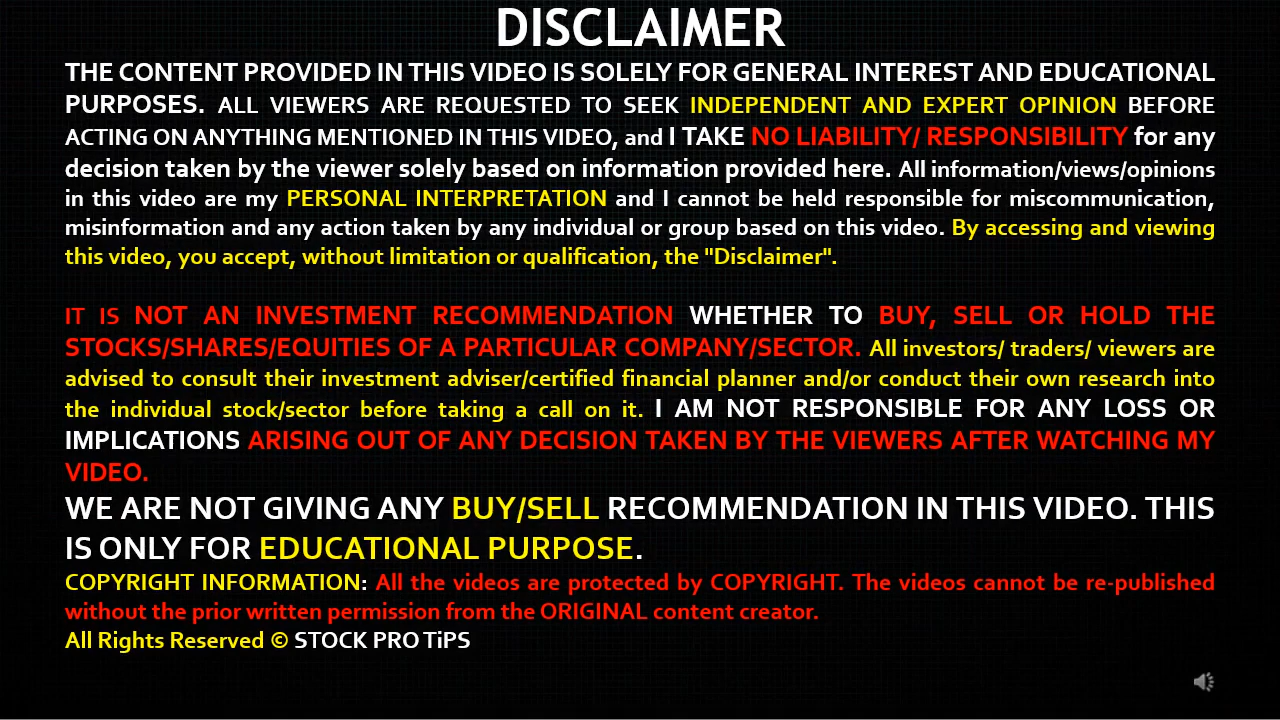 DISCLAIMER
THE CONTENT PROVIDED IN THIS VIDEO IS SOLELY FOR GENERAL INTEREST AND EDUCATIONAL
PURPOSES. ALL VIEWERS ARE REQUESTED TO SEEK INDEPENDENT AND EXPERT OPINION BEFORE
ACTING ON ANYTHING MENTIONED IN THIS VIDEO, and I TAKE NO LIABILITY/ RESPONSIBILITY for any
decision taken by the viewer solely based on information provided here. All information/views/opinions
in this video are my PERSONAL INTERPRETATION and I cannot be held responsible for miscommunication,
misinformation and any action taken by any individual or group based on this video. By accessing and viewing
this video, you accept, without limitation or qualification, the "Disclaimer".
IT IS NOT AN INVESTMENT RECOMMENDATION WHETHER TO BUY, SELL OR HOLD THE
STOCKS/SHARES/EQUITIES OF A PARTICULAR COMPANY/SECTOR. All investors/ traders/ viewers are
advised to consult their investment adviser/certified financial planner and/or conduct their own research into
the individual stock/sector before taking a call on it. I AM NOT RESPONSIBLE FOR ANY LOSS OR
IMPLICATIONS ARISING OUT OF ANY DECISION TAKEN BY THE VIEWERS AFTER WATCHING MY
VIDEO.
WE ARE NOT GIVING ANY BUY/SELL RECOMMENDATION IN THIS VIDEO. THIS
IS ONLY FOR EDUCATIONAL PURPOSE.
COPYRIGHT INFORMATION: All the videos are protected by COPYRIGHT. The videos cannot be re-published
without the prior written permission from the ORIGINAL content creator.
All Rights Reserved © STOCK PRO TiPS